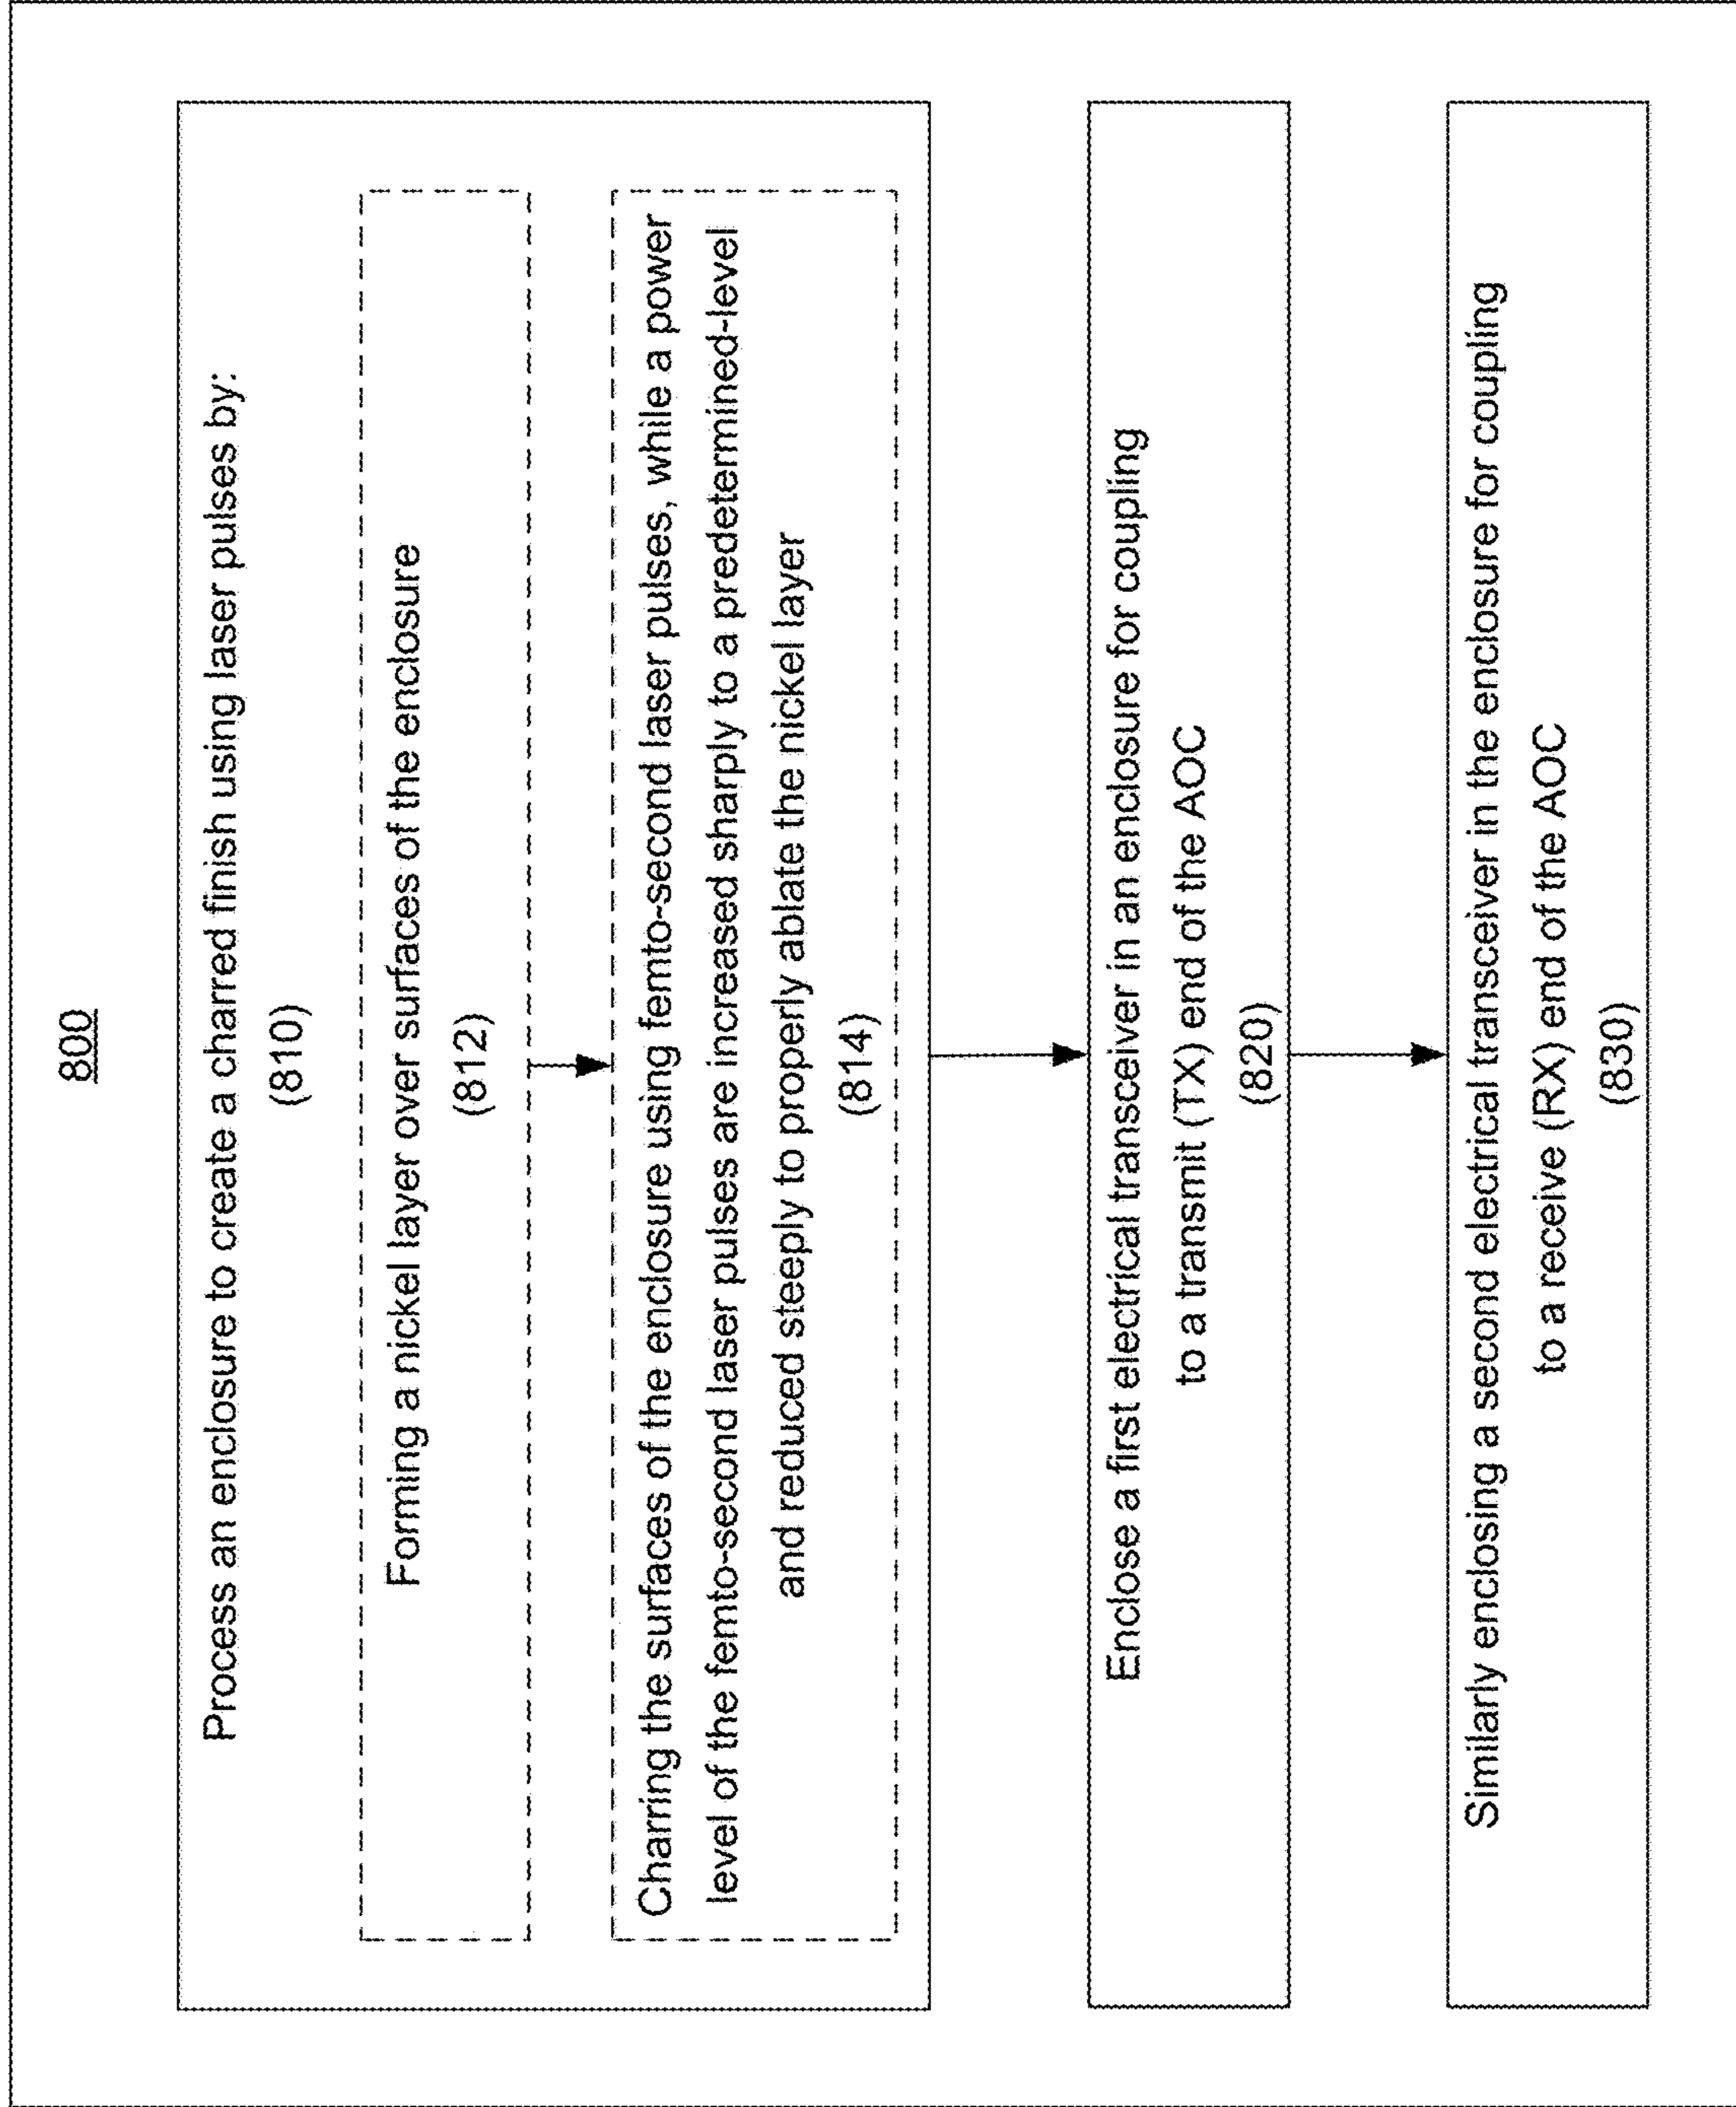 800
Process an enclosure to create a charred finish using laser pulses by:
(810)
Forming a nickel layer over surfaces of the enclosure
(812)
Charring the surfaces of the enclosure using femto-second laser pulses, while a power
level of the femto-second laser pulses are increased sharply to a predetermined-level
and reduced steeply to properly ablate the nickel layer
(814)
Enclose a first electrical transceiver in an enclosure for coupling
to a transmit (TX) end of the AOC
(820)
Similarly enclosing a second electrical transceiver in the enclosure for coupling
to a receive (RX) end of the AOC
(830)